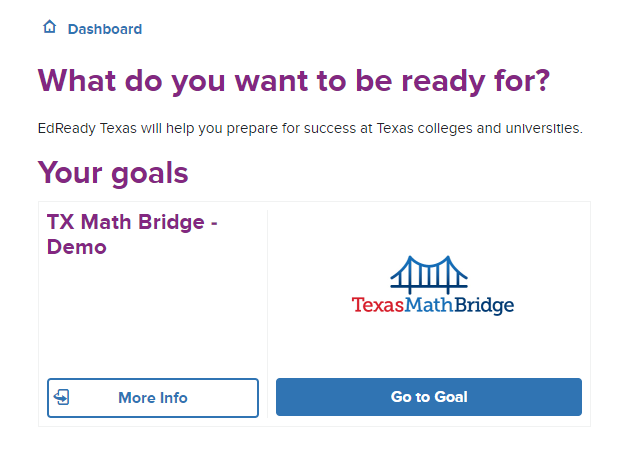 Dashboard
What do you want to be ready for?
EdReady Texas will help you prepare for success at Texas colleges and universities.
Your goals
TX Math Bridge -
Demo
TexasMathBridge
More Info
Go to Goal